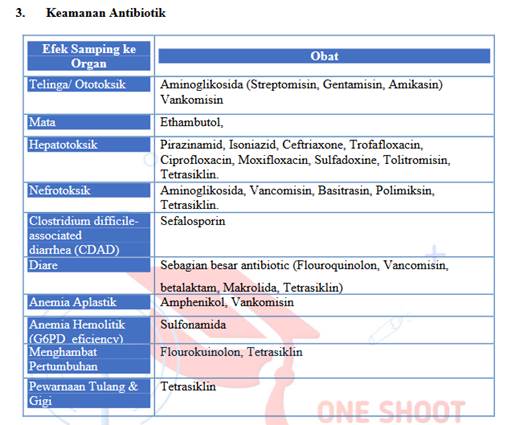 3. Keamanan Antibiotik
Efek Samping ke Organ
Obat
Telinga/ Ototoksik
Aminoglikosida (Streptomisin, Gentamisin, Amikasin)
Vankomisin
Mata
Ethambutol,
Hepatotoksik
Pirazinamid, Isoniazid, Ceftriaxone, Trofafloxacin,
Ciprofloxacin, Moxifloxacin, Sulfadoxine, Tolitromisin,
Tetrasiklin.
Nefrotoksik
Aminoglikosida, Vancomisin, Basitrasin, Polimiksin,
Tetrasiklin.
Clostridium difficile-
associated
diarrhea (CDAD)
Sefalosporin
Diare
Sebagian besar antibiotic (Flouroquinolon, Vancomisin,
betalaktam, Makrolida, Tetrasiklin)
Anemia Aplastik
Amphenikol, Vankomisin
Anemia Hemolitik
(G6PD eficiency)
Sulfonamida
Menghambat
Pertumbuhan
Flourokuinolon, Tetrasiklin
Pewarnaan Tulang &
Gigi
Tetrasiklin
ONE SHOOT